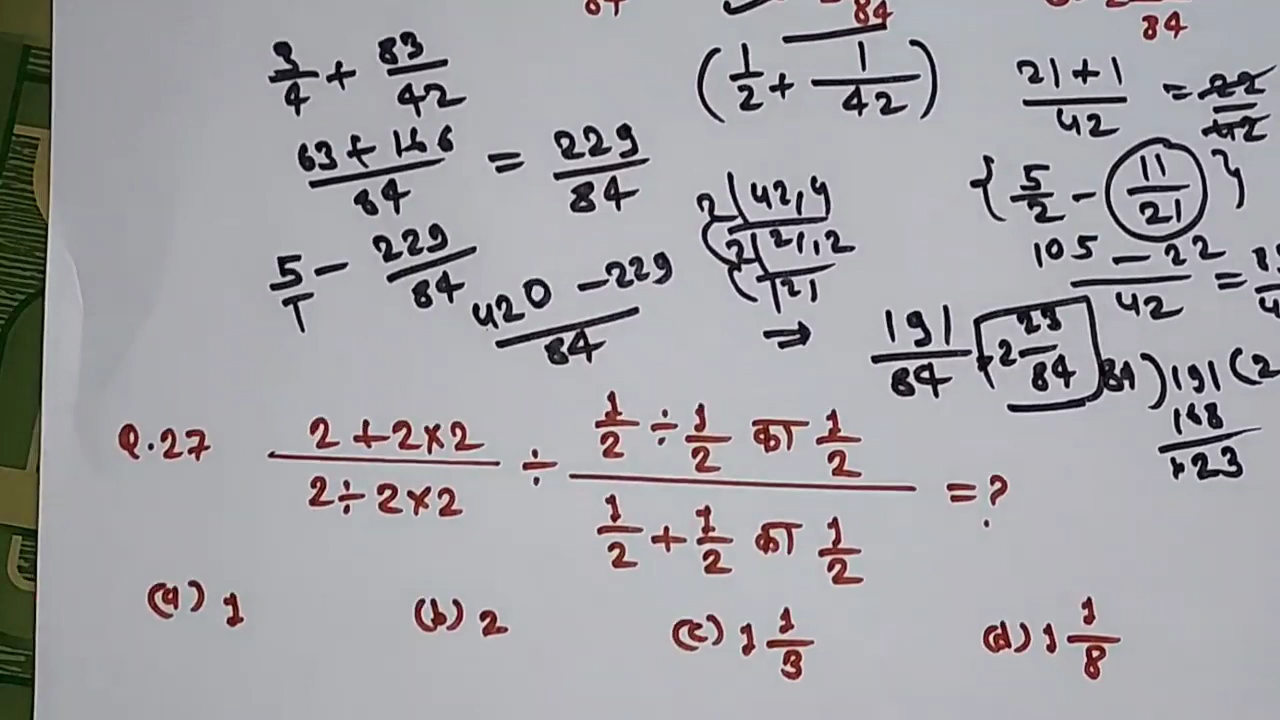 84
84
3/4 + 83/42
(1/2 + 1/42)
21+1/42 = 22/42
63+166/84 = 229/84
2 | 42, 4
2 | 21, 2
21
{5/2 - 11/21}
5/1 - 229/84
420 - 229/84
⇒
105 - 22/42 =
191/84 = 2 23/84
84 ) 191 ( 2
168
23
Q.27 2+2×2/2÷2×2 ÷ 1/2 ÷ 1/2 का 1/2 / 1/2 + 1/2 का 1/2 = ?
(a) 1 (b) 2 (c) 1 1/3 (d) 1 1/8